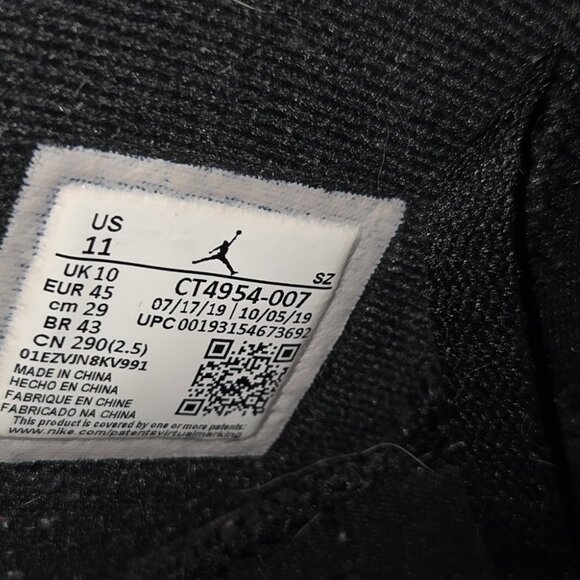 US
11
SZ
UK 10
EUR 45
cm 29
BR 43
CN 290(2.5)
CT4954-007
07/17/19 | 10/05/19
UPC 00193154673692
01EZVJN8KV991
MADE IN CHINA
HECHO EN CHINA
FABRIQUE EN CHINE
FABRICADO NA CHINA
This product is covered by one or more patents:
www.nike.com/patentsvirtualmarking